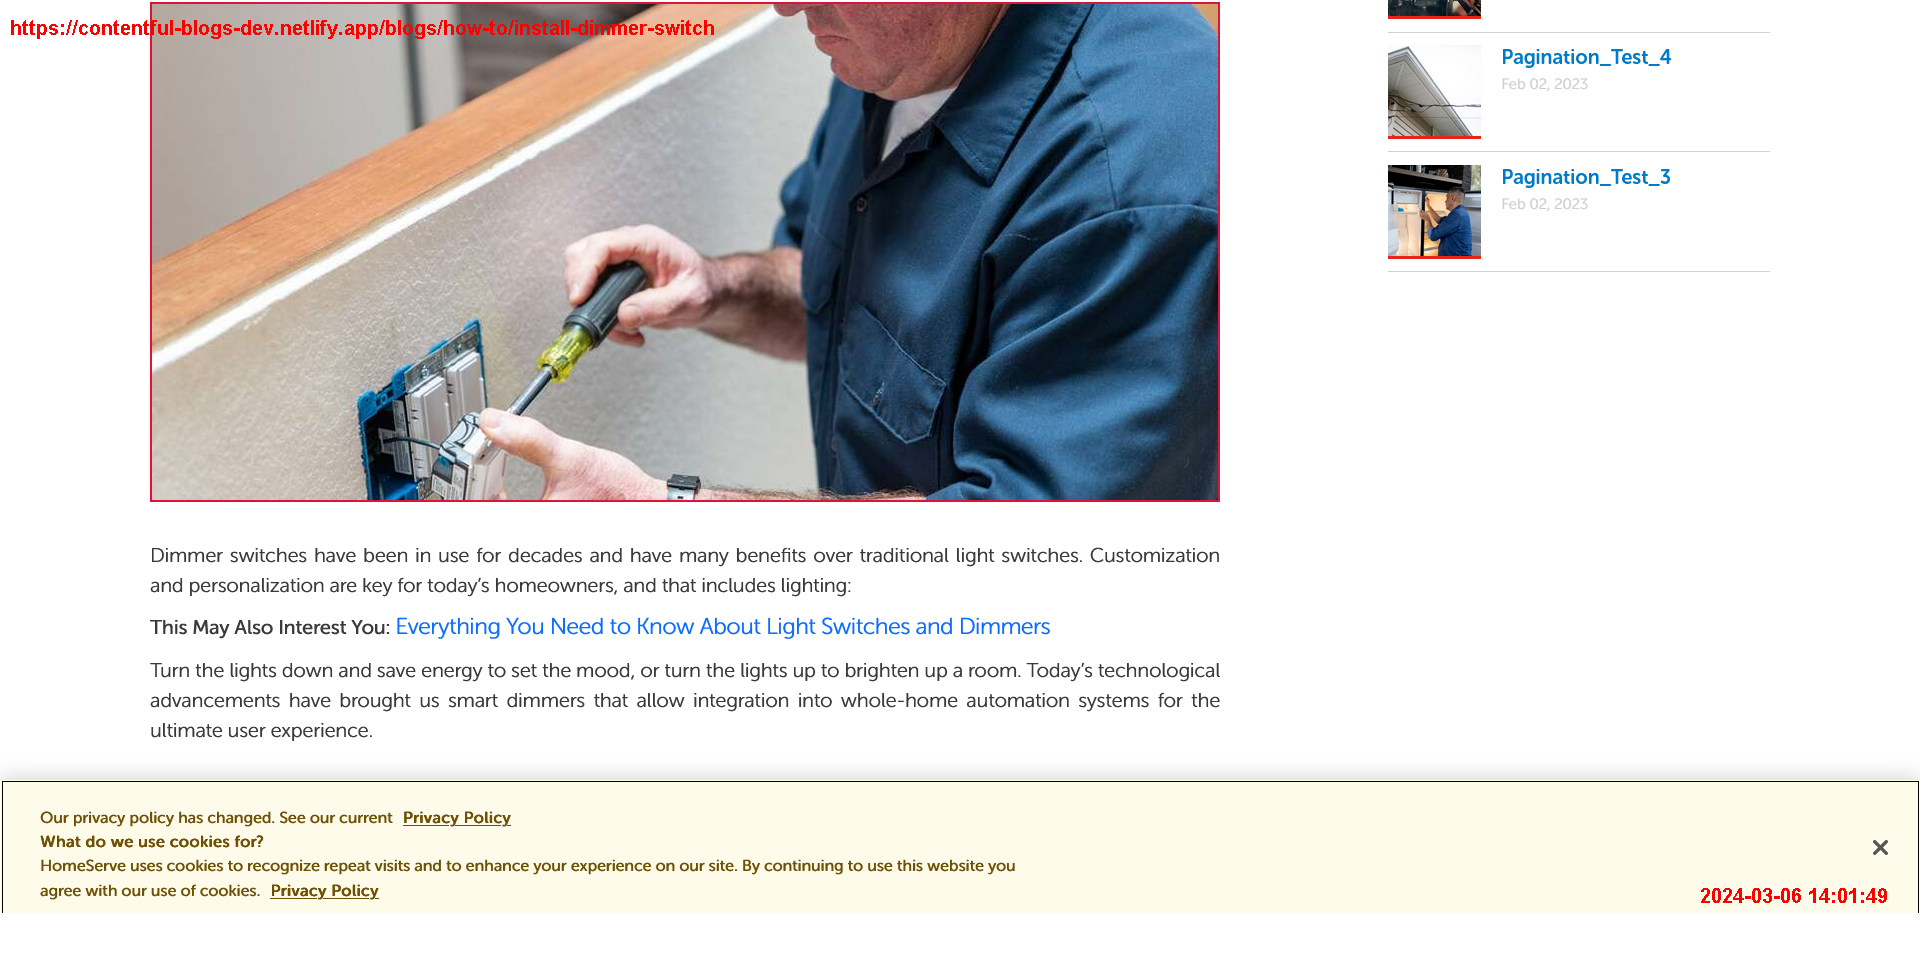 https://contentful-blogs-dev.netlify.app/blogs/how-to/install-dimmer-switch
Pagination_Test_4
Feb 02, 2023
Pagination_Test_3
Feb 02, 2023
Dimmer switches have been in use for decades and have many benefits over traditional light switches. Customization
and personalization are key for today’s homeowners, and that includes lighting:
This May Also Interest You: Everything You Need to Know About Light Switches and Dimmers
Turn the lights down and save energy to set the mood, or turn the lights up to brighten up a room. Today’s technological
advancements have brought us smart dimmers that allow integration into whole-home automation systems for the
ultimate user experience.
Our privacy policy has changed. See our current Privacy Policy
What do we use cookies for?
HomeServe uses cookies to recognize repeat visits and to enhance your experience on our site. By continuing to use this website you
agree with our use of cookies. Privacy Policy
2024-03-06 14:01:49